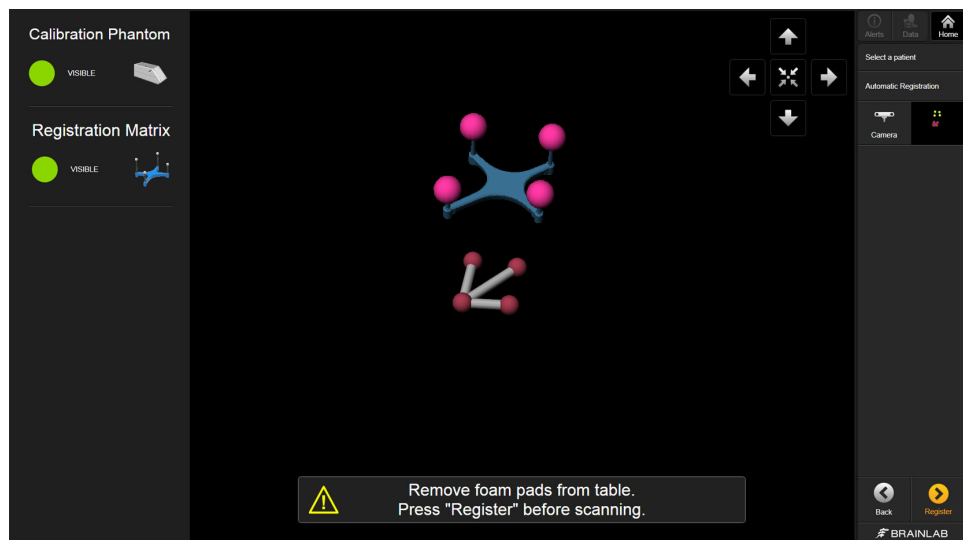 Calibration Phantom
VISIBLE
Registration Matrix
VISIBLE
Remove foam pads from table.
Press "Register" before scanning.
Alerts
Data
Home
Select a patient
Automatic Registration
Camera
Back
Register
BRAINLAB